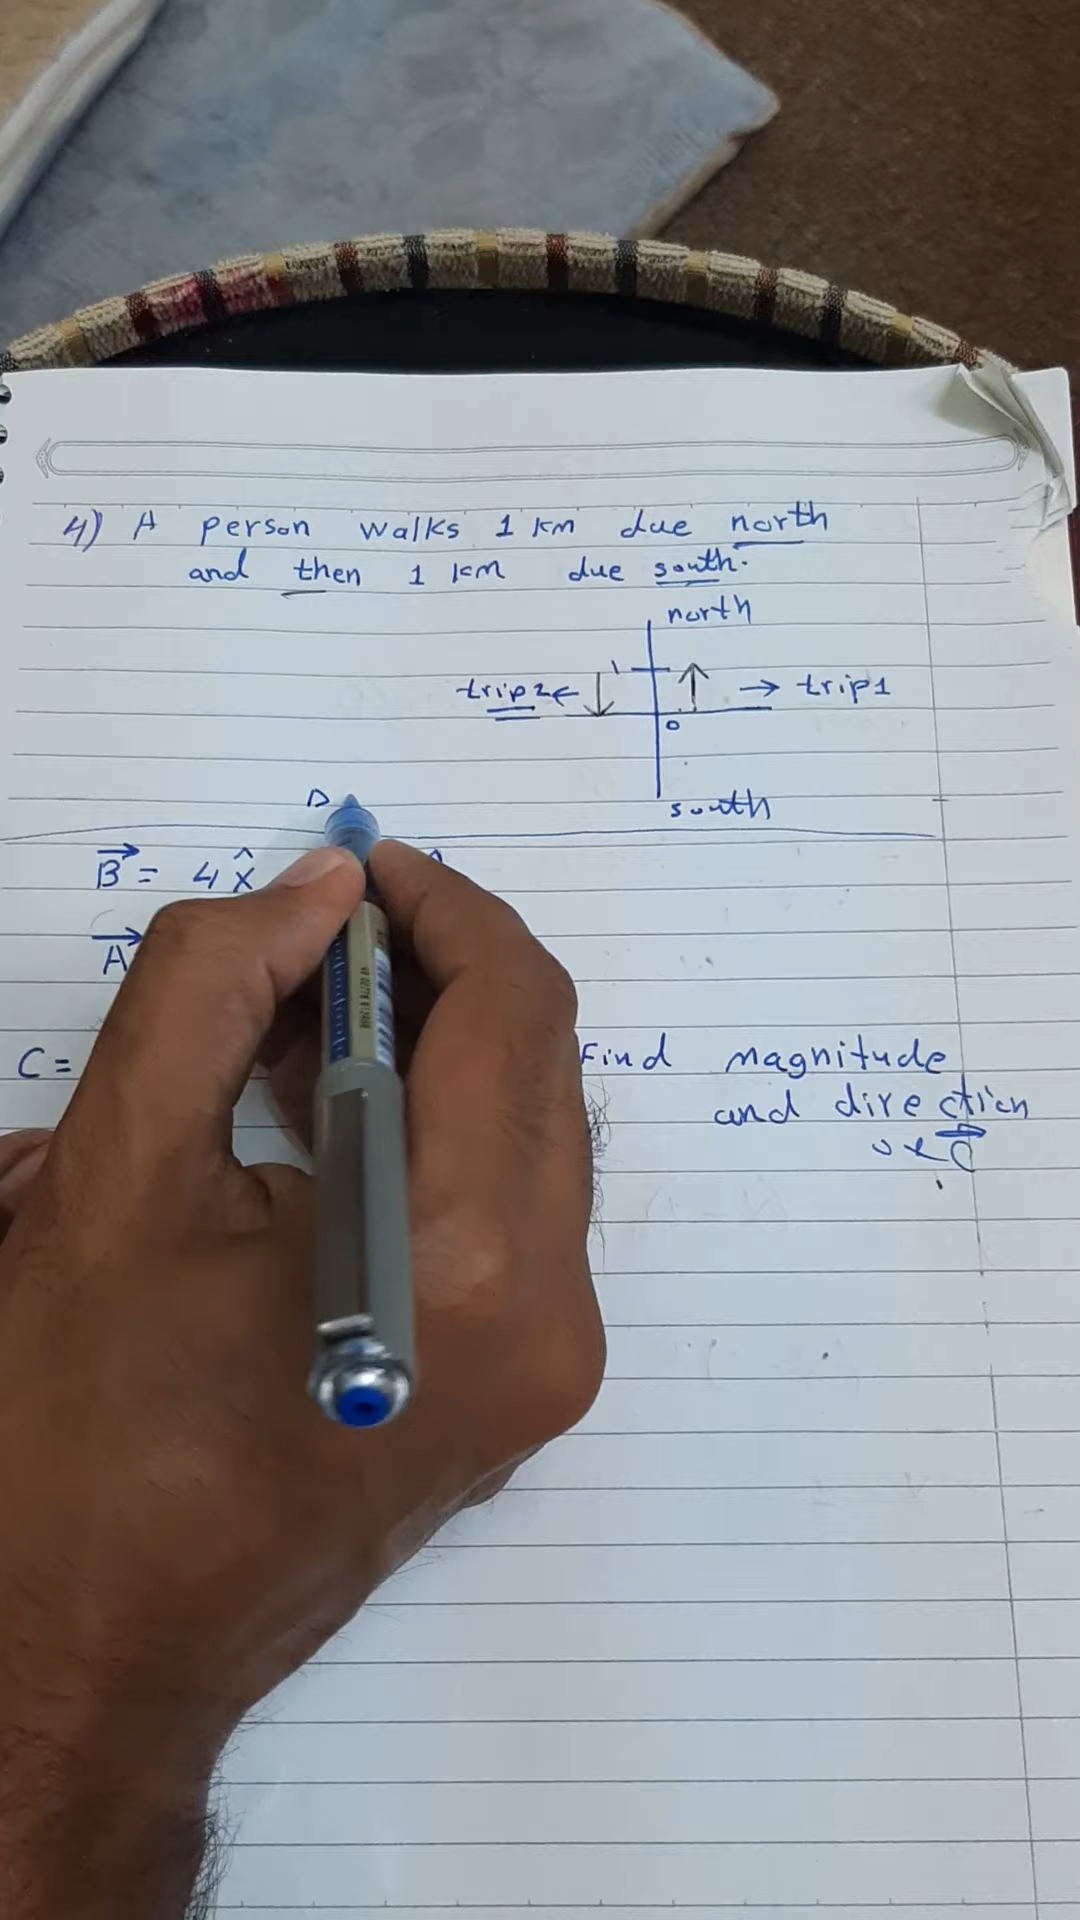 4) A person walks 1 km due north
and then 1 km due south.
north
1
trip2 ← ↓ ↑ → trip1
0
south
D
B = 4 x̂
A
C = Find magnitude
and direction
of C